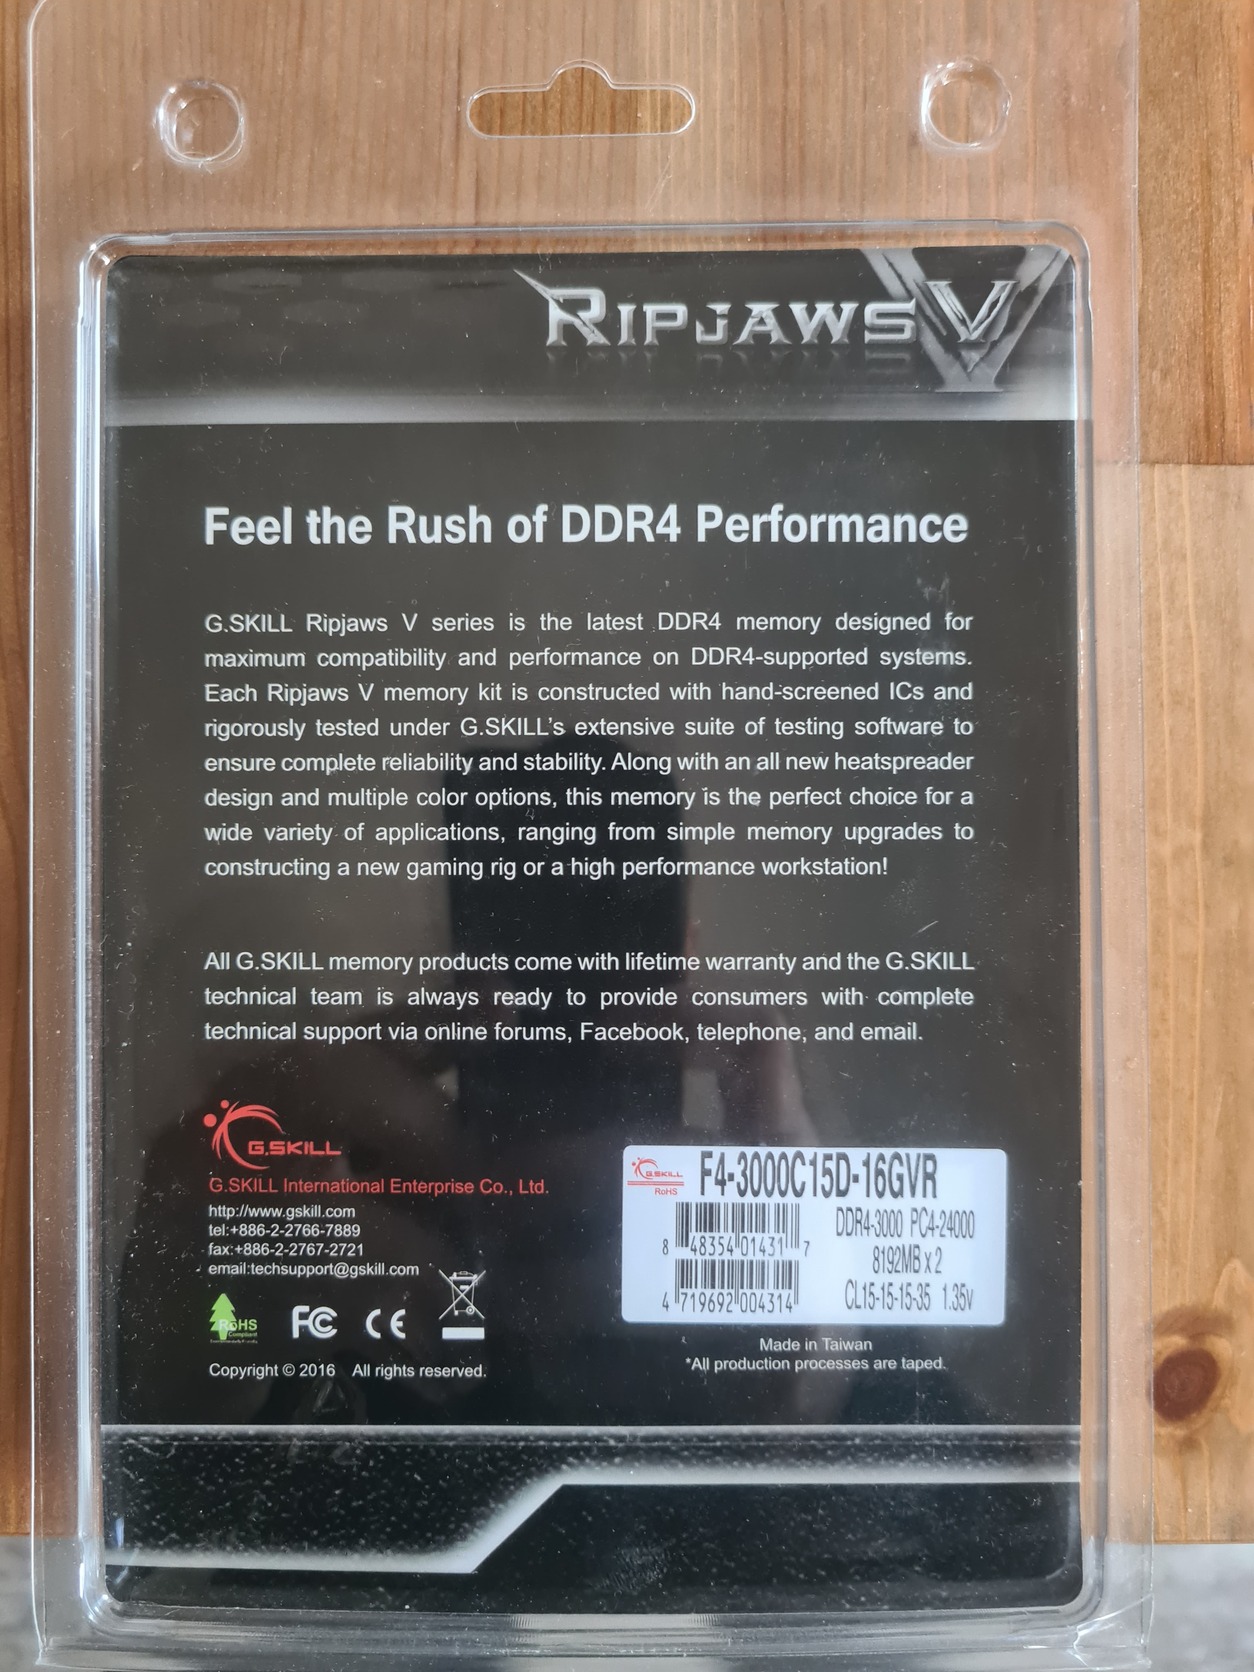 RIPJAWS V
Feel the Rush of DDR4 Performance
G.SKILL Ripjaws V series is the latest DDR4 memory designed for
maximum compatibility and performance on DDR4-supported systems.
Each Ripjaws V memory kit is constructed with hand-screened ICs and
rigorously tested under G.SKILL's extensive suite of testing software to
ensure complete reliability and stability. Along with an all new heatspreader
design and multiple color options, this memory is the perfect choice for a
wide variety of applications, ranging from simple memory upgrades to
constructing a new gaming rig or a high performance workstation!
All G.SKILL memory products come with lifetime warranty and the G.SKILL
technical team is always ready to provide consumers with complete
technical support via online forums, Facebook, telephone, and email.
G.SKILL
G.SKILL International Enterprise Co., Ltd.
http://www.gskill.com
tel:+886-2-2766-7889
fax:+886-2-2767-2721
email:techsupport@gskill.com
RoHS
Compliant
FC CE
Copyright © 2016 All rights reserved.
G.SKILL
RoHS
F4-3000C15D-16GVR
DDR4-3000 PC4-24000
8192MB x 2
CL15-15-15-35 1.35v
8 48354 01431 7
4 719692 004314
Made in Taiwan
*All production processes are taped.